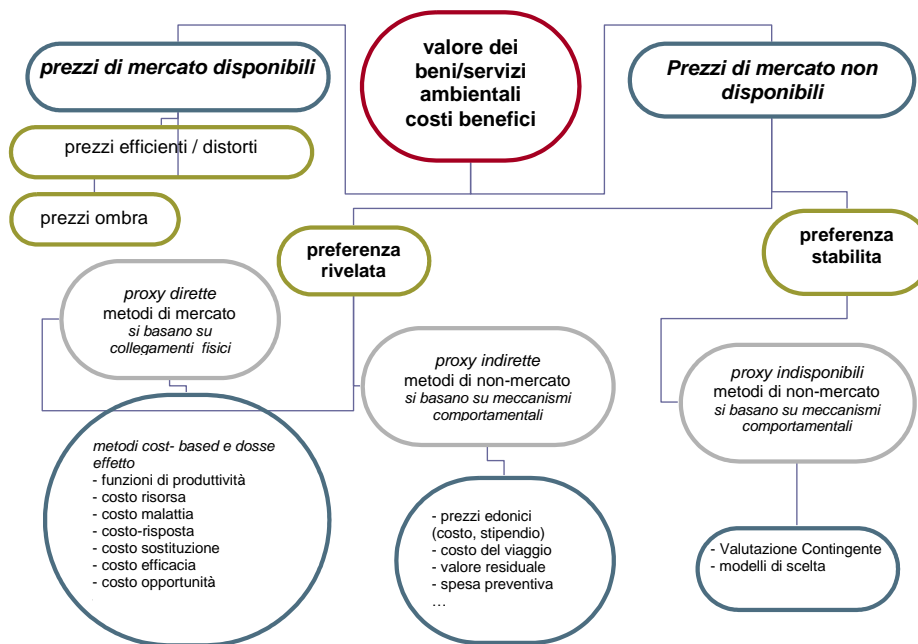 prezzi di mercato disponibili
valore dei
beni/servizi
ambientali
costi benefici
Prezzi di mercato non
disponibili
prezzi efficienti / distorti
prezzi ombra
preferenza
rivelata
preferenza
stabilita
proxy dirette
metodi di mercato
si basano su
collegamenti fisici
proxy indirette
metodi di non-mercato
si basano su meccanismi
comportamentali
proxy indisponibili
metodi di non-mercato
si basano su meccanismi
comportamentali
metodi cost- based e dosse
effetto
- funzioni di produttività
- costo risorsa
- costo malattia
- costo-risposta
- costo sostituzione
- costo efficacia
- costo opportunità
- prezzi edonici
(costo, stipendio)
- costo del viaggio
- valore residuale
- spesa preventiva
…
- Valutazione Contingente
- modelli di scelta